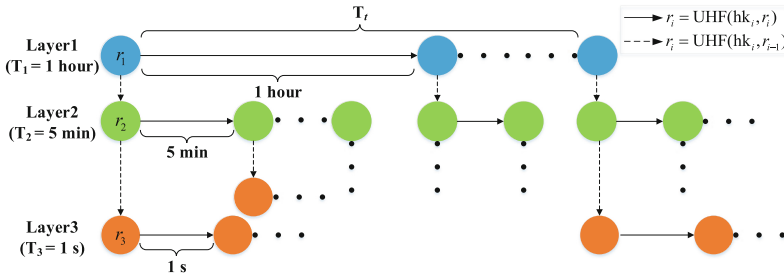 T_t
r_i = UHF(hk_i, r_i)
r_i = UHF(hk_i, r_{i-1})
Layer1
(T_1 = 1 hour)
r_1
1 hour
Layer2
(T_2 = 5 min)
r_2
5 min
Layer3
(T_3 = 1 s)
r_3
1 s